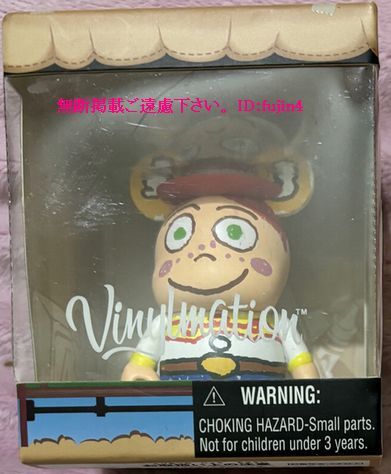 無断掲載ご遠慮下さい。ID:fujin4
Vinylmation™
⚠ WARNING:
CHOKING HAZARD-Small parts.
Not for children under 3 years.